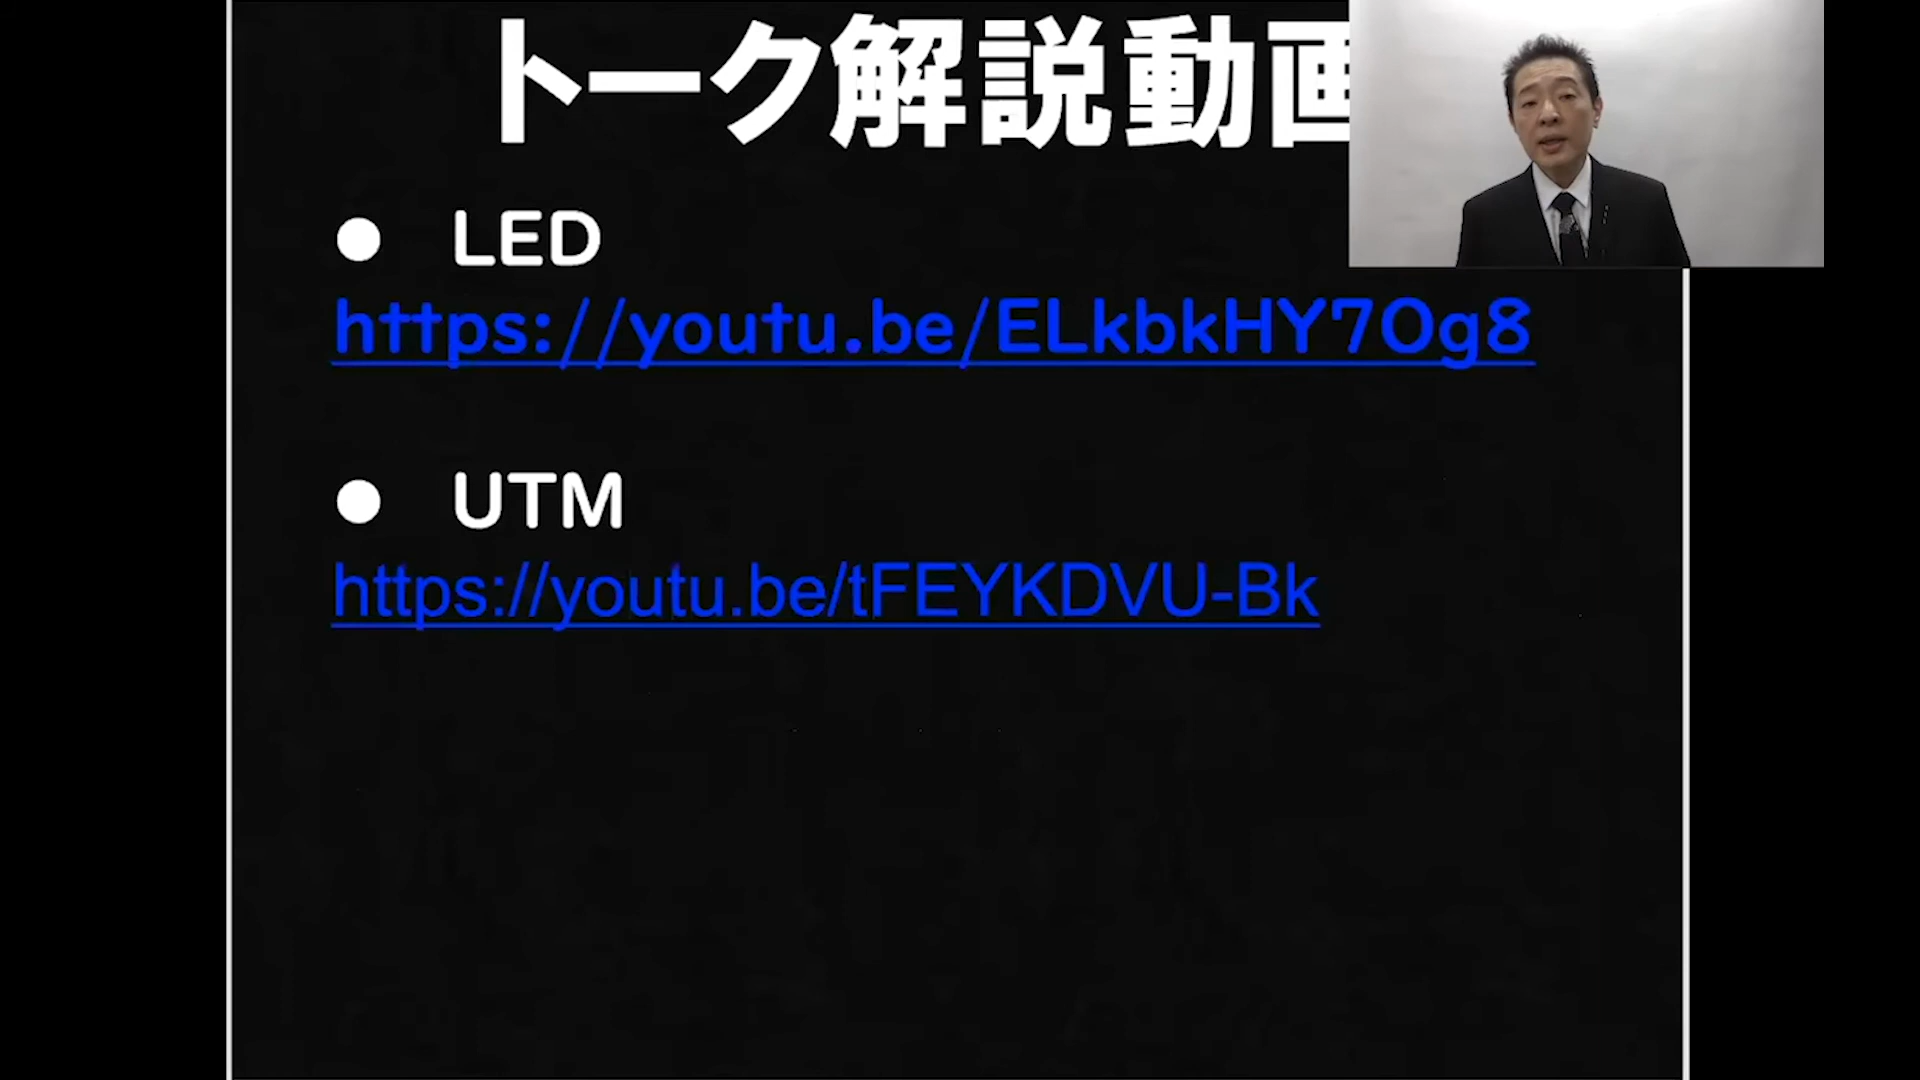 トーク解説動画
● LED
https://youtu.be/ELkbkHY7Og8
● UTM
https://youtu.be/tFEYKDVU-Bk